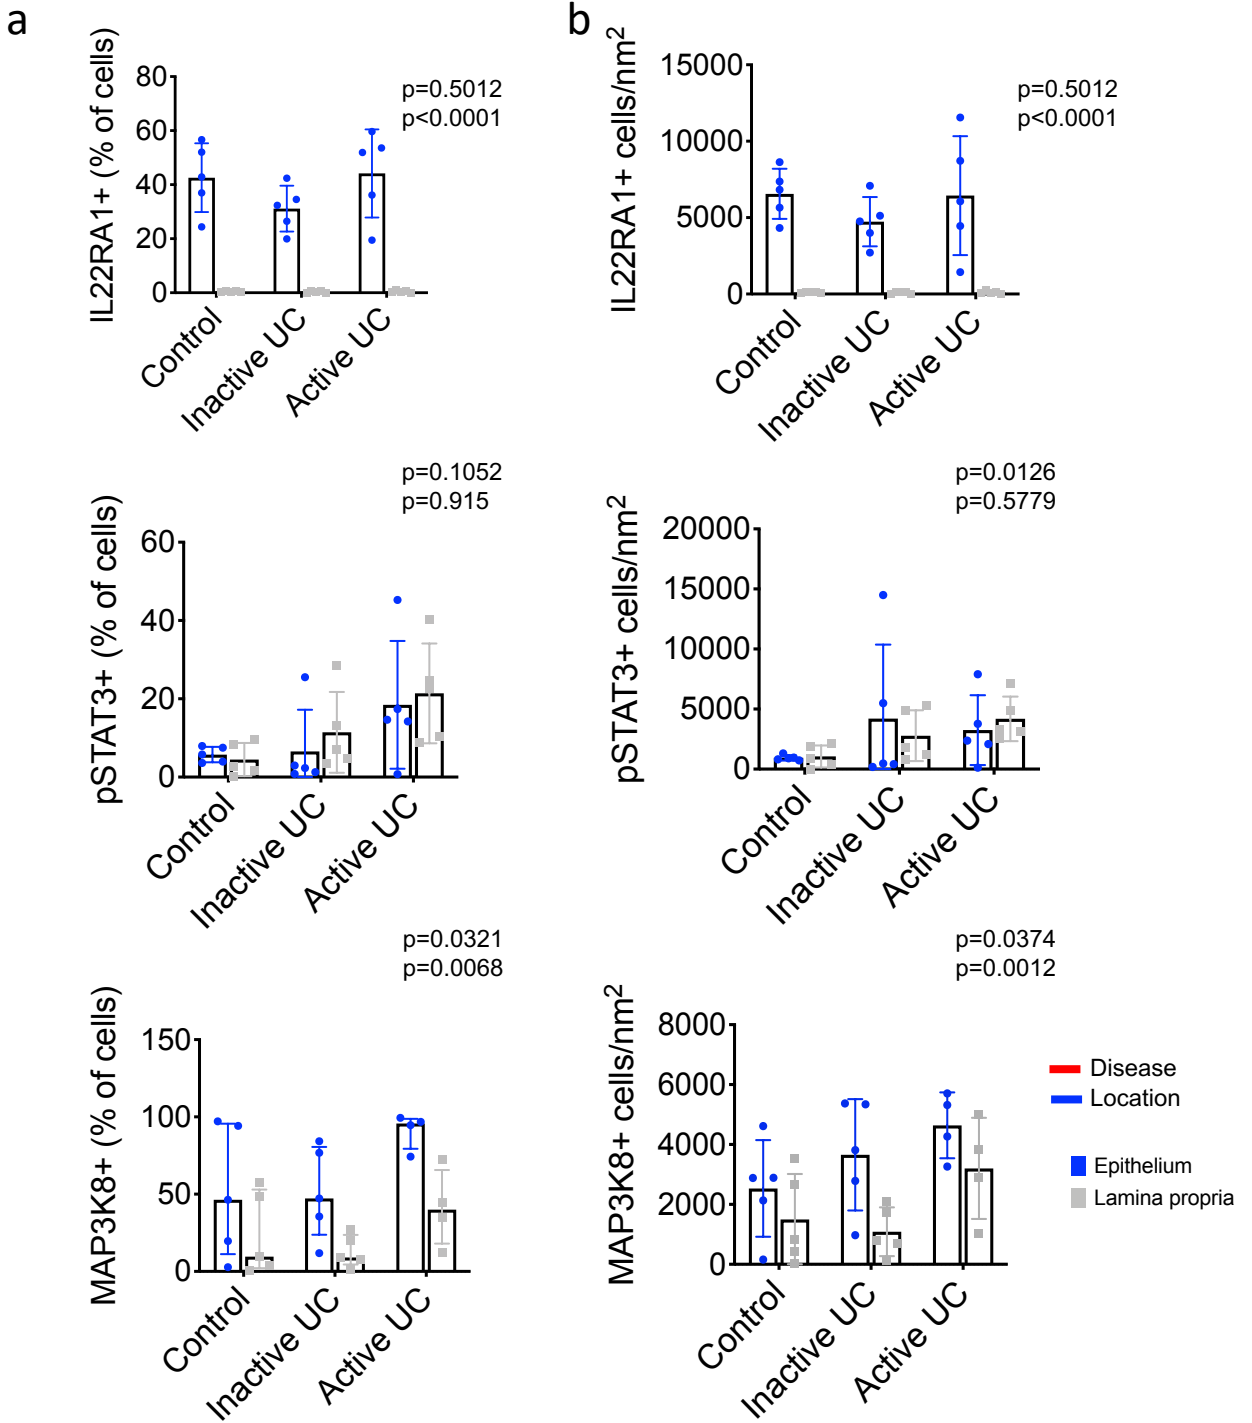 a
IL22RA1+ (% of cells)
80
60
40
20
0
p=0.5012
p<0.0001
Control
Inactive UC
Active UC
b
IL22RA1+ cells/nm²
15000
10000
5000
0
p=0.5012
p<0.0001
Control
Inactive UC
Active UC
pSTAT3+ (% of cells)
60
40
20
0
p=0.1052
p=0.915
Control
Inactive UC
Active UC
pSTAT3+ cells/nm²
20000
15000
10000
5000
0
p=0.0126
p=0.5779
Control
Inactive UC
Active UC
MAP3K8+ (% of cells)
150
100
50
0
p=0.0321
p=0.0068
Control
Inactive UC
Active UC
MAP3K8+ cells/nm²
8000
6000
4000
2000
0
p=0.0374
p=0.0012
Control
Inactive UC
Active UC
Disease
Location
Epithelium
Lamina propria